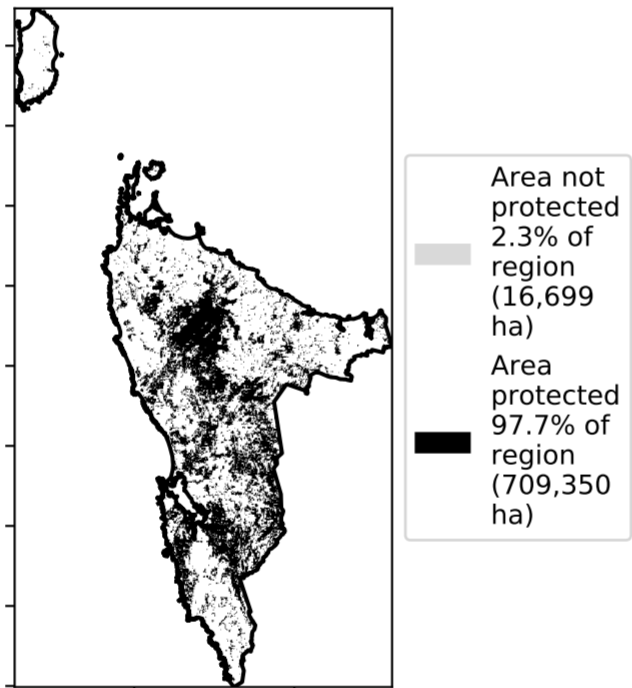 Area not
protected
2.3% of
region
(16,699
ha)
Area
protected
97.7% of
region
(709,350
ha)